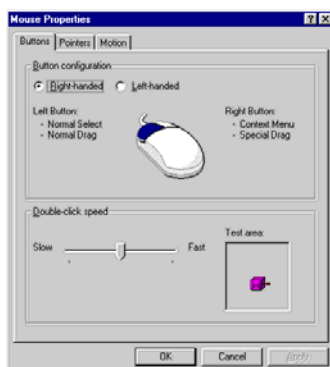 Mouse Properties
Buttons Pointers Motion
Button configuration
Right-handed Left-handed
Left Button:
- Normal Select
- Normal Drag
Right Button:
- Context Menu
- Special Drag
Double-click speed
Slow Fast
Test area:
OK Cancel Apply